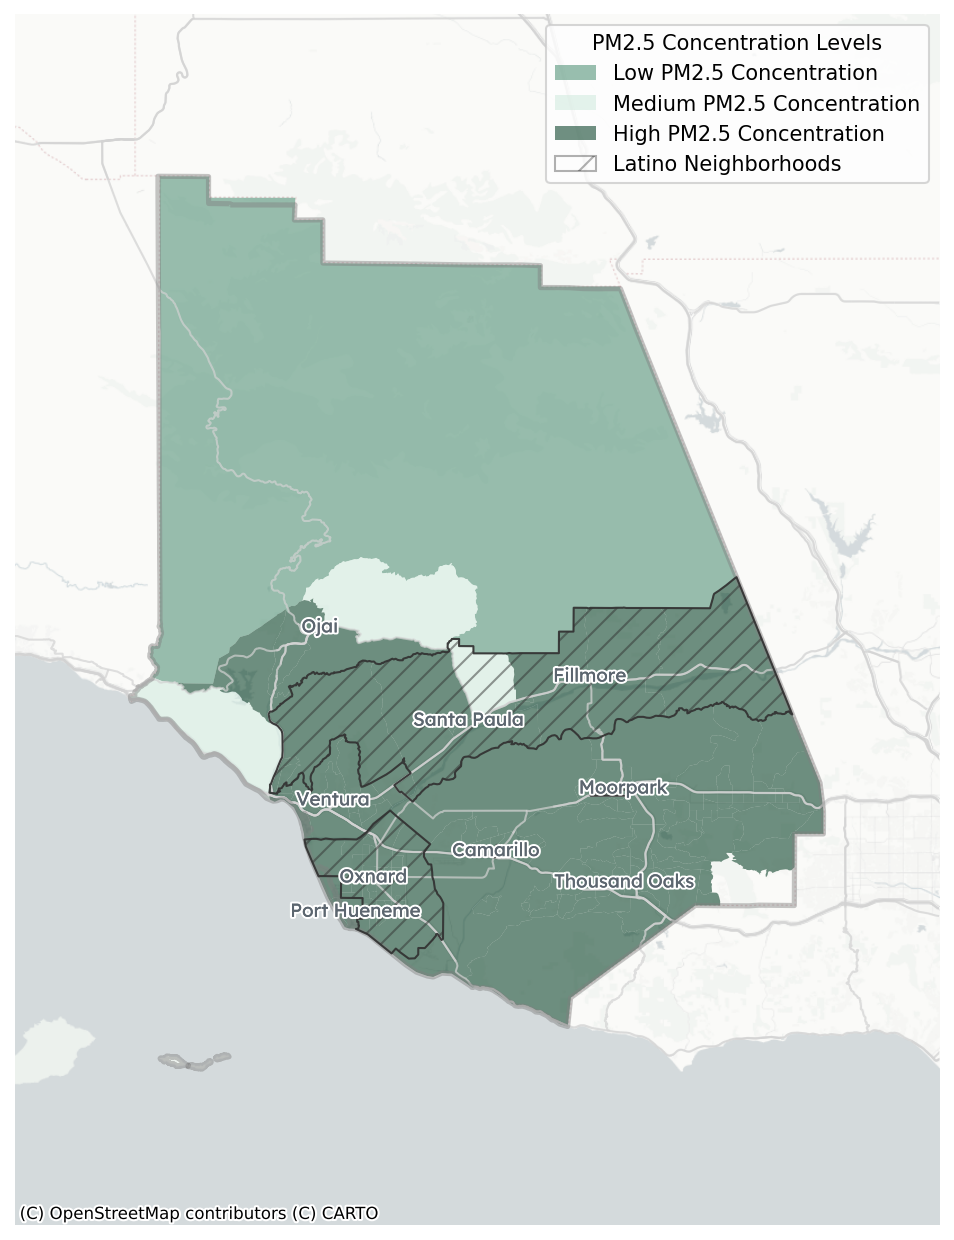 PM2.5 Concentration Levels
Low PM2.5 Concentration
Medium PM2.5 Concentration
High PM2.5 Concentration
Latino Neighborhoods
Ojai
Fillmore
Santa Paula
Moorpark
Ventura
Camarillo
Oxnard
Thousand Oaks
Port Hueneme
(C) OpenStreetMap contributors (C) CARTO